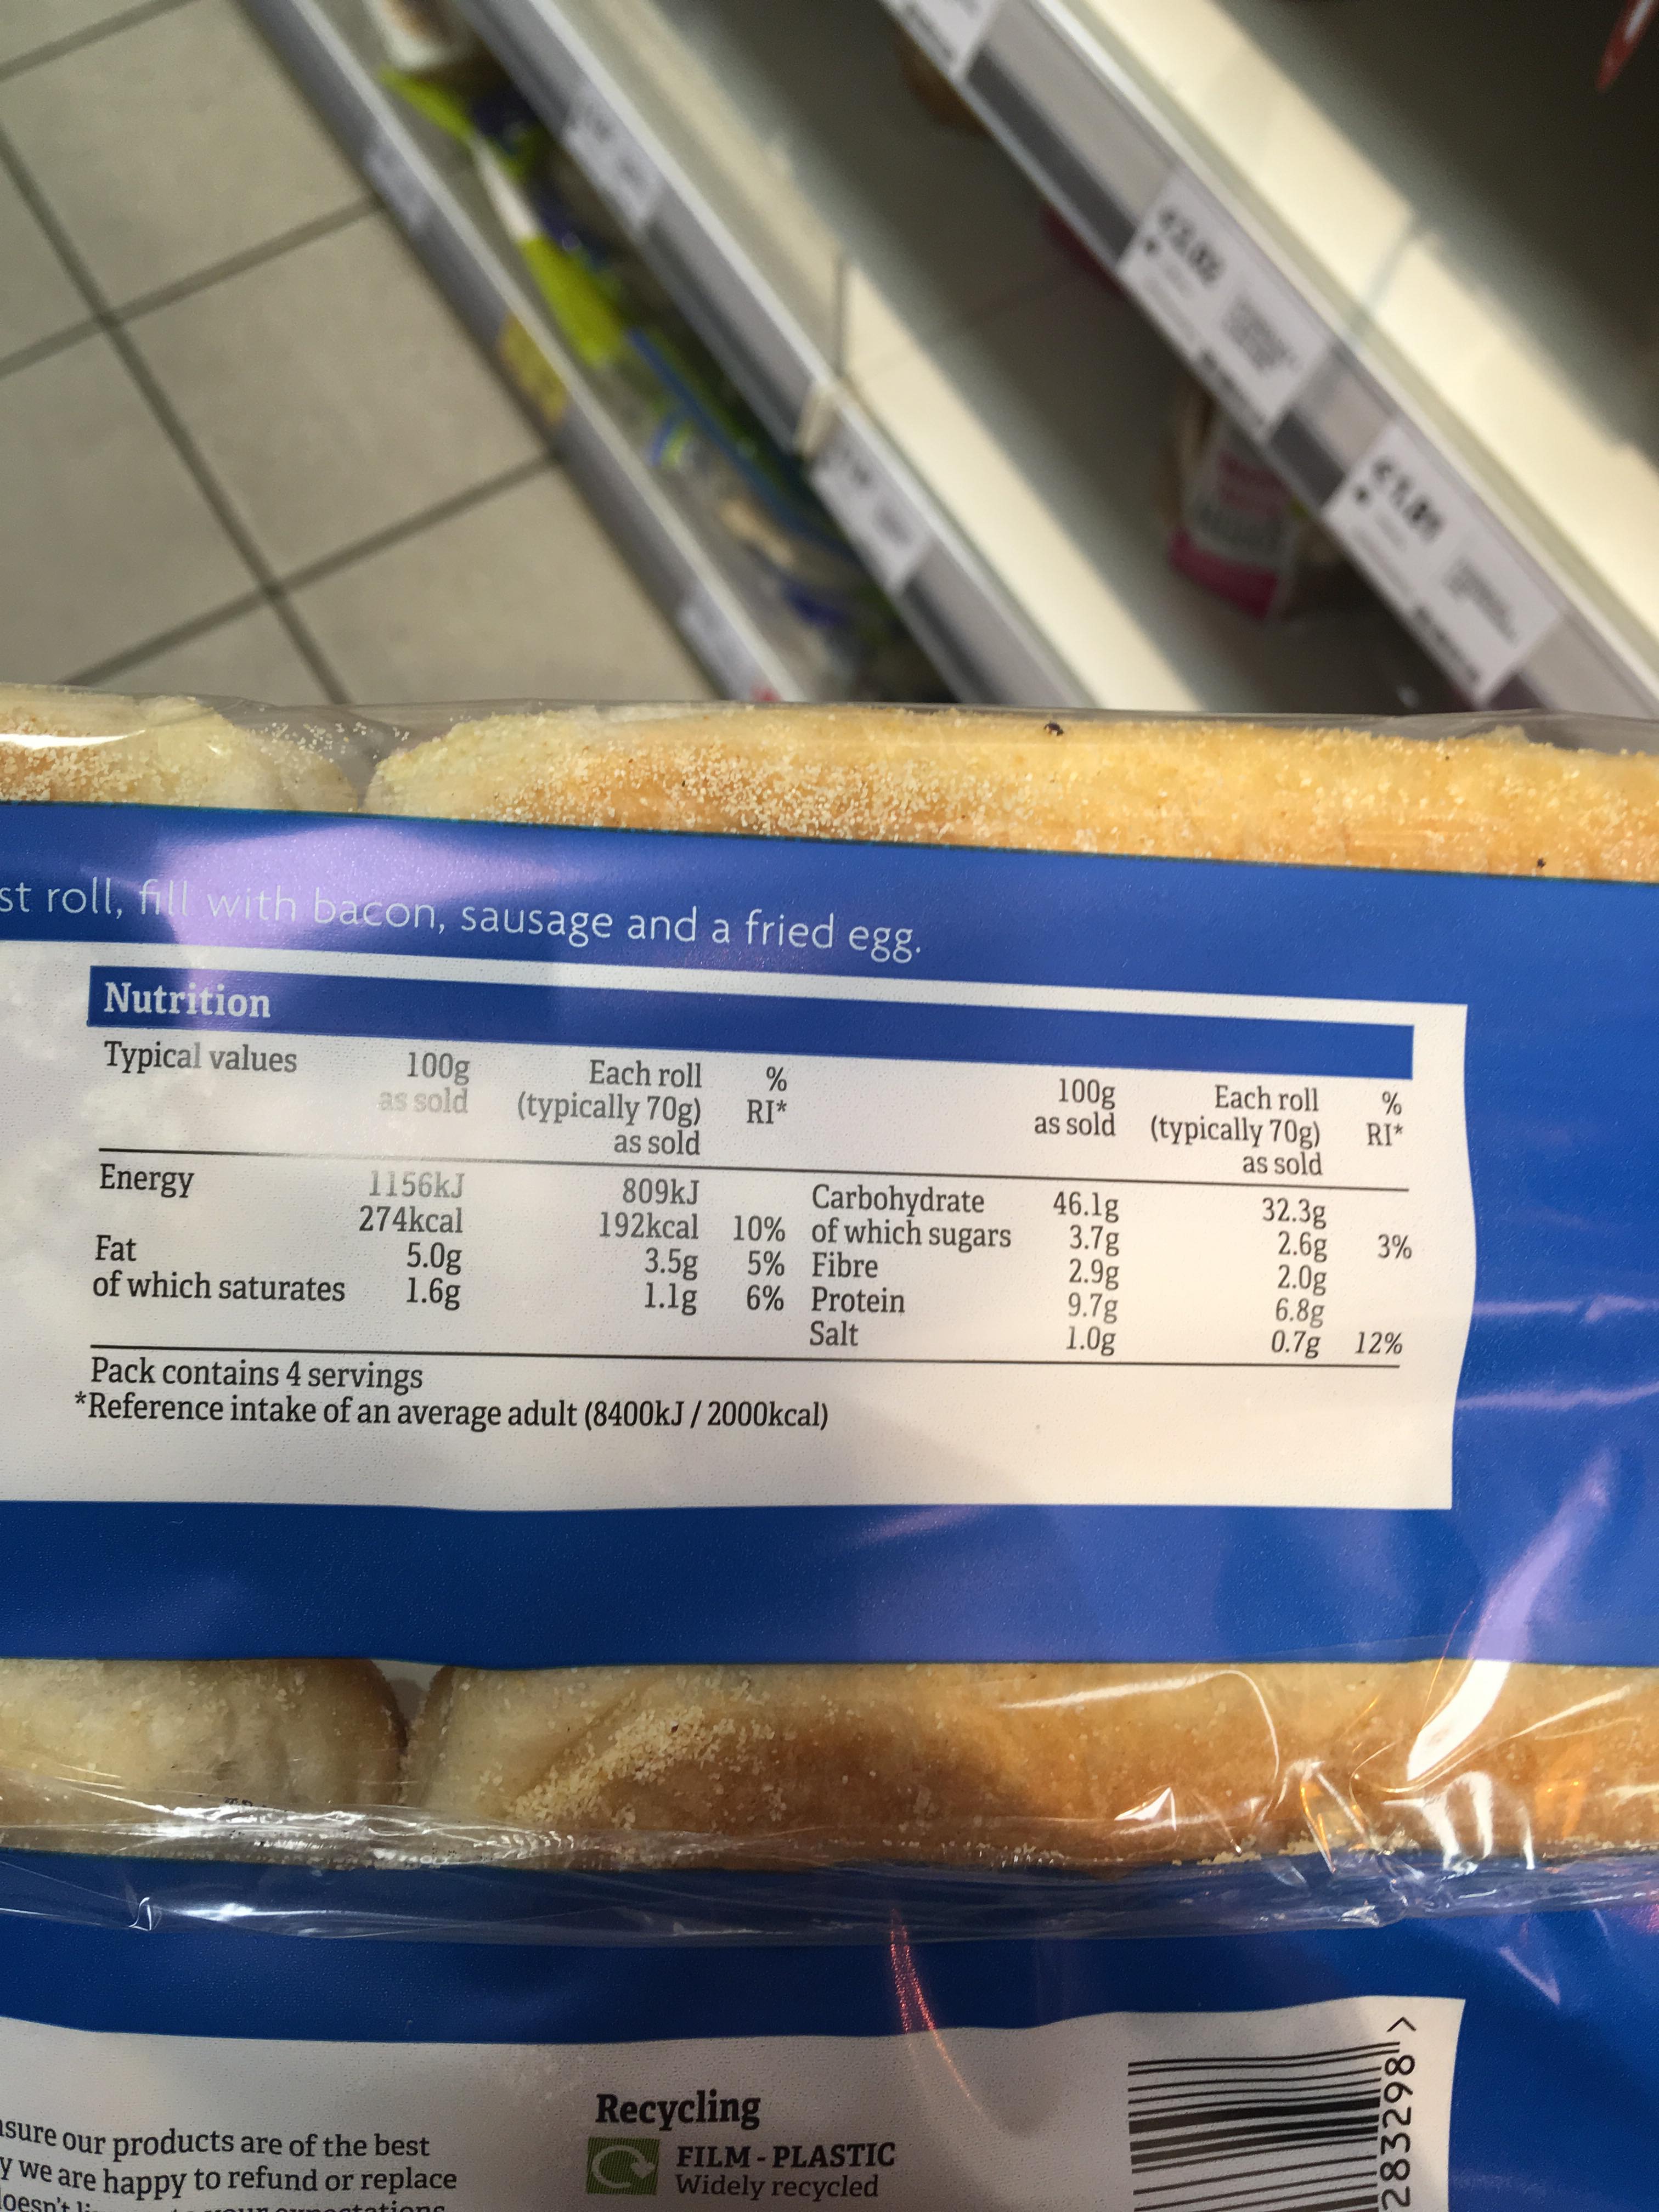 €1.81
st roll, fill with bacon, sausage and a fried egg.
Nutrition
Typical values 100g as sold Each roll (typically 70g) as sold % RI* 100g as sold Each roll (typically 70g) as sold % RI*
Energy 1156kJ 809kJ Carbohydrate 46.1g 32.3g
274kcal 192kcal 10% of which sugars 3.7g 2.6g 3%
Fat 5.0g 3.5g 5% Fibre 2.9g 2.0g
of which saturates 1.6g 1.1g 6% Protein 9.7g 6.8g
Salt 1.0g 0.7g 12%
Pack contains 4 servings
*Reference intake of an average adult (8400kJ / 2000kcal)
Recycling
FILM - PLASTIC
Widely recycled
nsure our products are of the best
y we are happy to refund or replace
283298 >